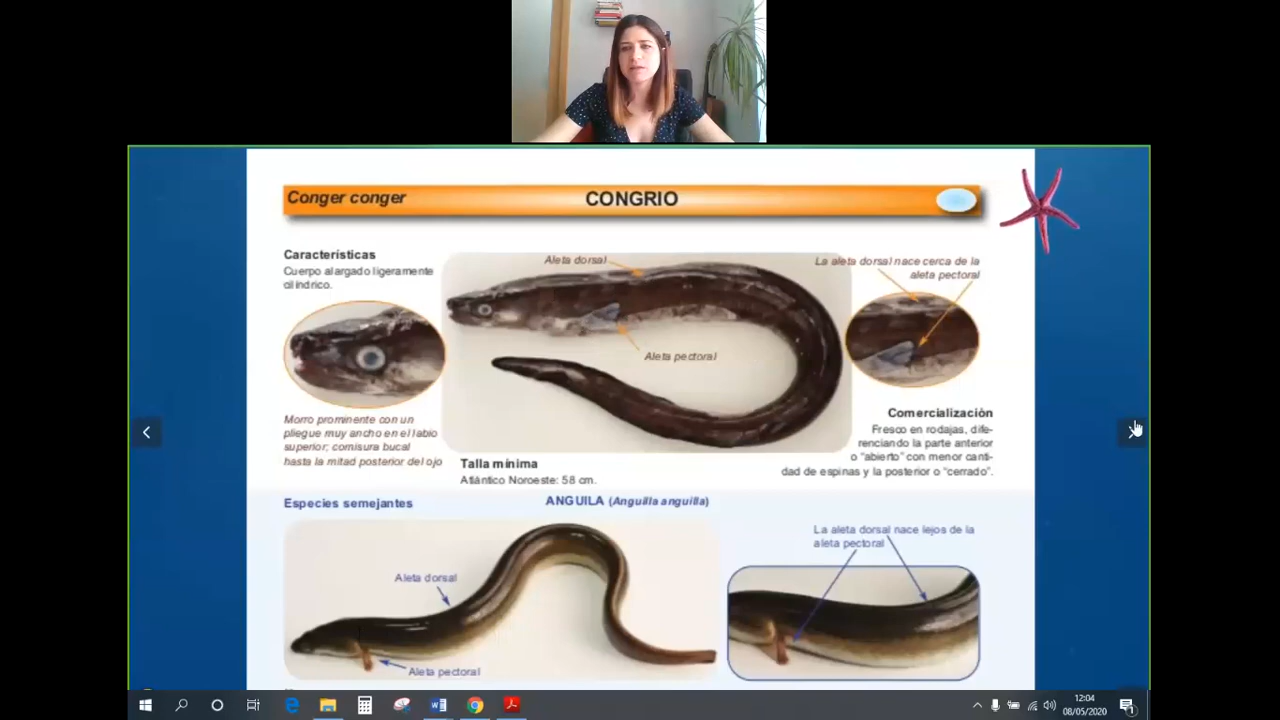 Conger conger
CONGRIO
Características
Cuerpo alargado ligeramente
cilíndrico.
Aleta dorsal
La aleta dorsal nace cerca de la
aleta pectoral
Aleta pectoral
Morro prominente con un
pliegue muy ancho en el labio
superior; comisura bucal
hasta la mitad posterior del ojo
Comercialización
Fresco en rodajas, dife-
renciando la parte anterior
o "abierto" con menor canti-
dad de espinas y la posterior o "cerrado".
Talla mínima
Atlántico Noroeste: 58 cm.
Especies semejantes
ANGUILA (Anguilla anguilla)
La aleta dorsal nace lejos de la
aleta pectoral
Aleta dorsal
Aleta pectoral
12:04
08/05/2020